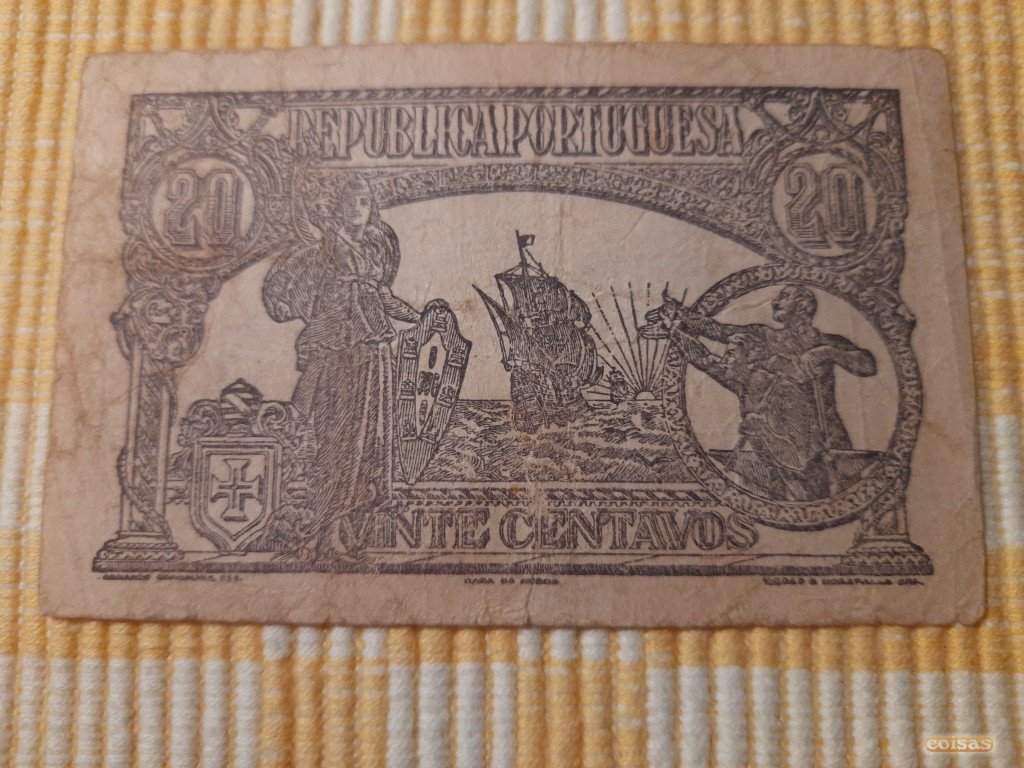 REPUBLICA PORTUGUESA
20 20
VINTE CENTAVOS
CASA DA MOEDA
coisas